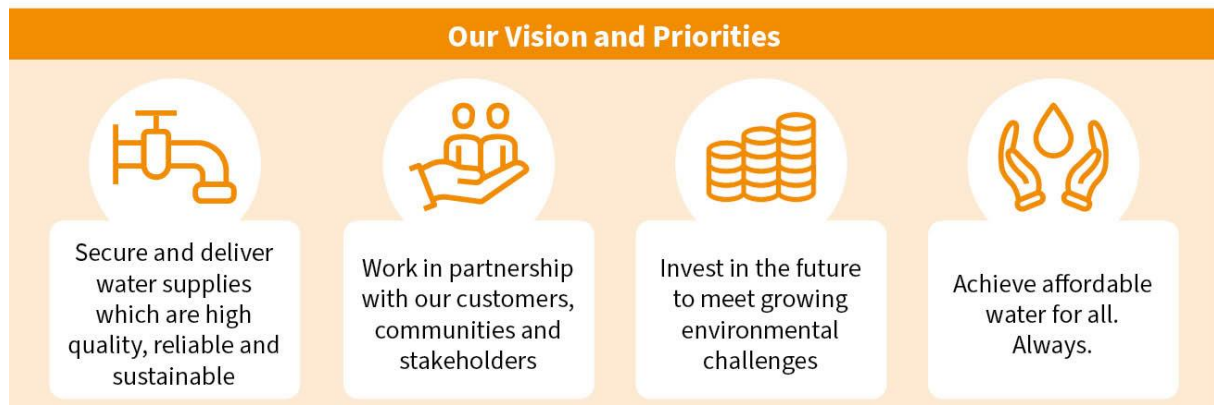 Our Vision and Priorities
Secure and deliver
water supplies
which are high
quality, reliable and
sustainable
Work in partnership
with our customers,
communities and
stakeholders
Invest in the future
to meet growing
environmental
challenges
Achieve affordable
water for all.
Always.